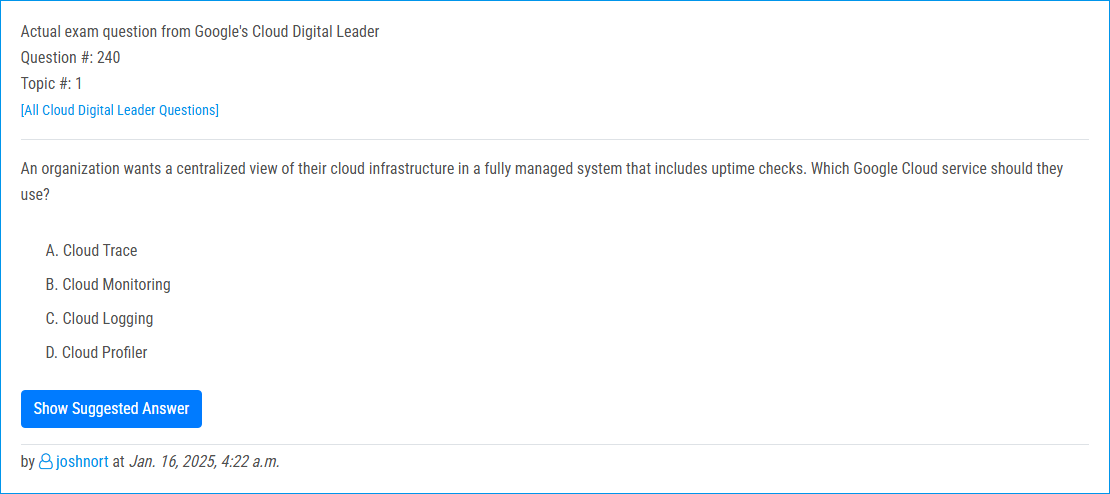 Actual exam question from Google's Cloud Digital Leader
Question #: 240
Topic #: 1
[All Cloud Digital Leader Questions]
An organization wants a centralized view of their cloud infrastructure in a fully managed system that includes uptime checks. Which Google Cloud service should they
use?
A. Cloud Trace
B. Cloud Monitoring
C. Cloud Logging
D. Cloud Profiler
Show Suggested Answer
by joshnort at Jan. 16, 2025, 4:22 a.m.